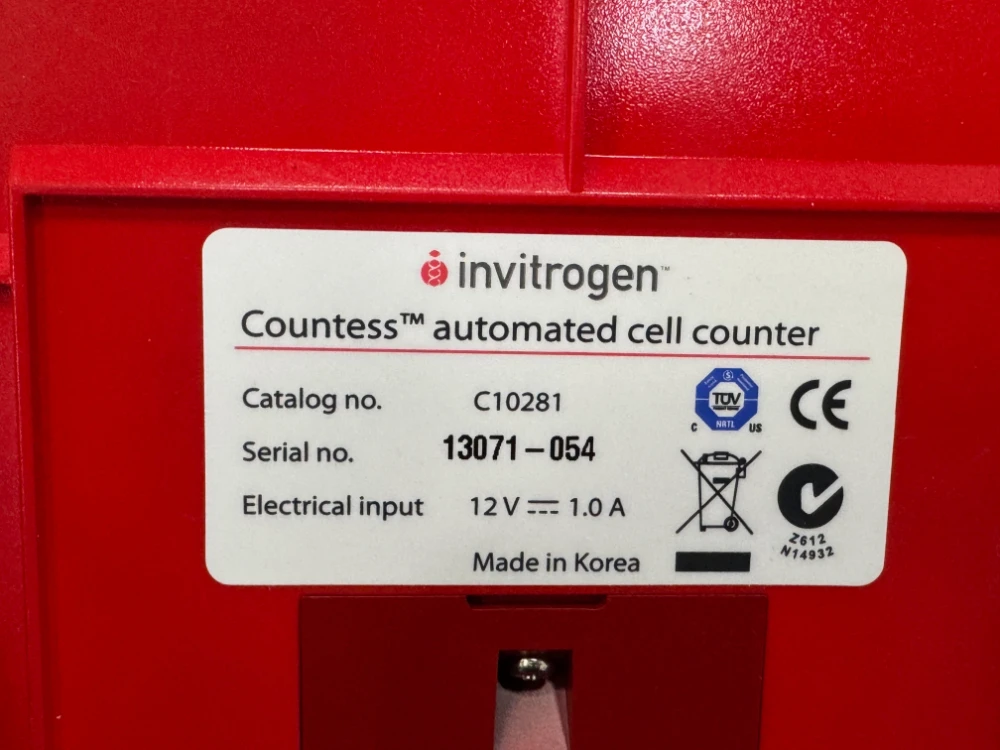 invitrogen™
Countess™ automated cell counter
Catalog no. C10281
TÜV
NRTL
C US
CE
Serial no. 13071-054
Electrical input 12 V ⎓ 1.0 A
Z612
N14932
Made in Korea